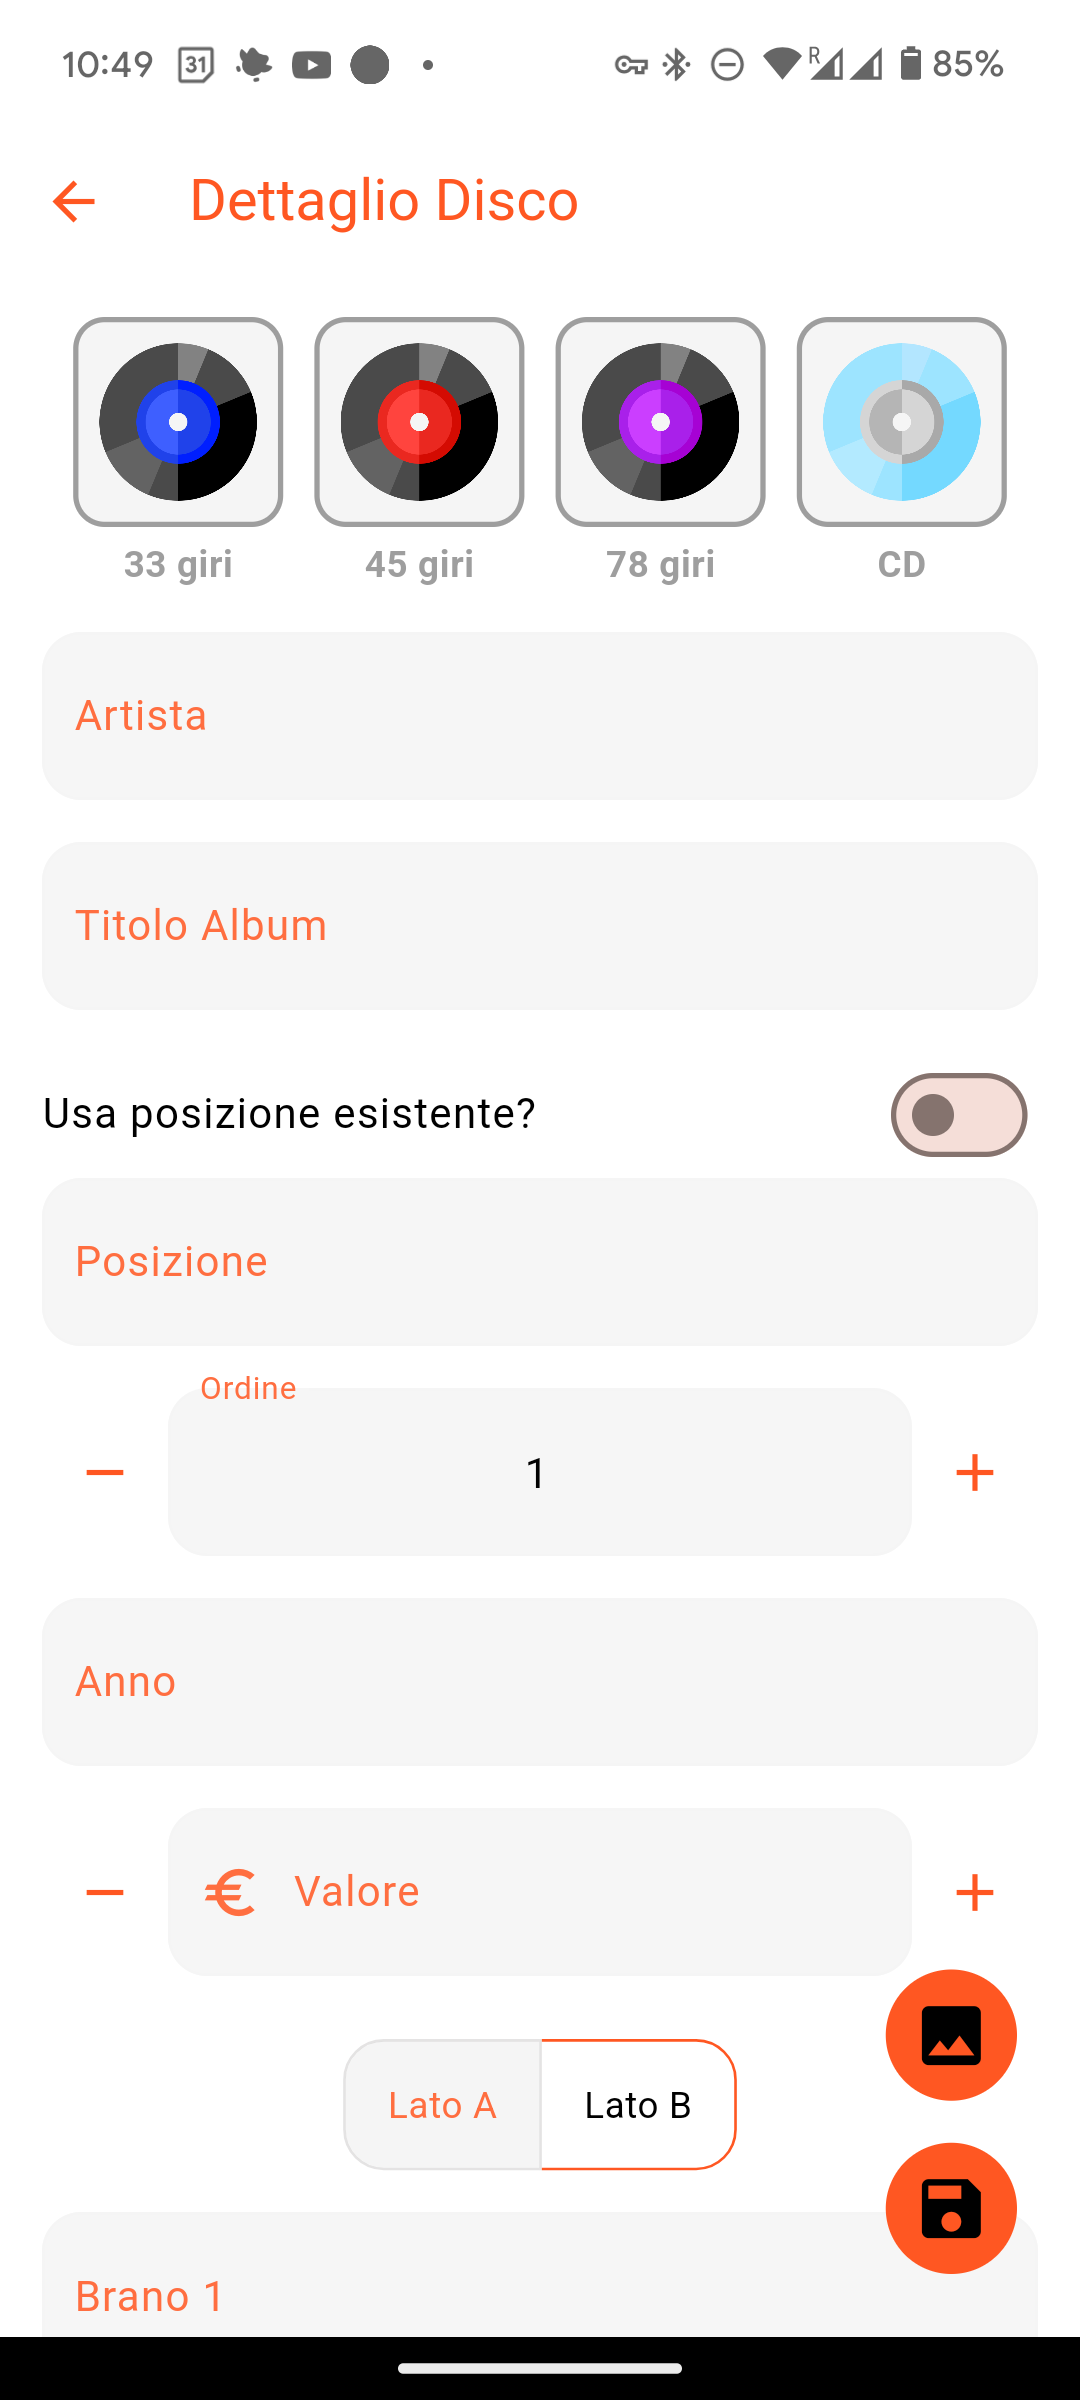 10:49 31 R 85%
Dettaglio Disco
33 giri 45 giri 78 giri CD
Artista
Titolo Album
Usa posizione esistente?
Posizione
Ordine
1
Anno
€ Valore
Lato A Lato B
Brano 1